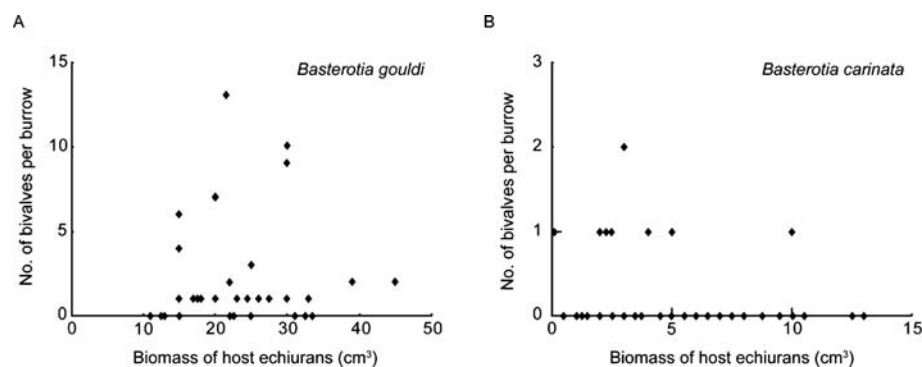 A
Basterotia gouldi
No. of bivalves per burrow
15
10
5
0
0 10 20 30 40 50
Biomass of host echiurans (cm³)
B
Basterotia carinata
No. of bivalves per burrow
3
2
1
0
0 5 10 15
Biomass of host echiurans (cm³)